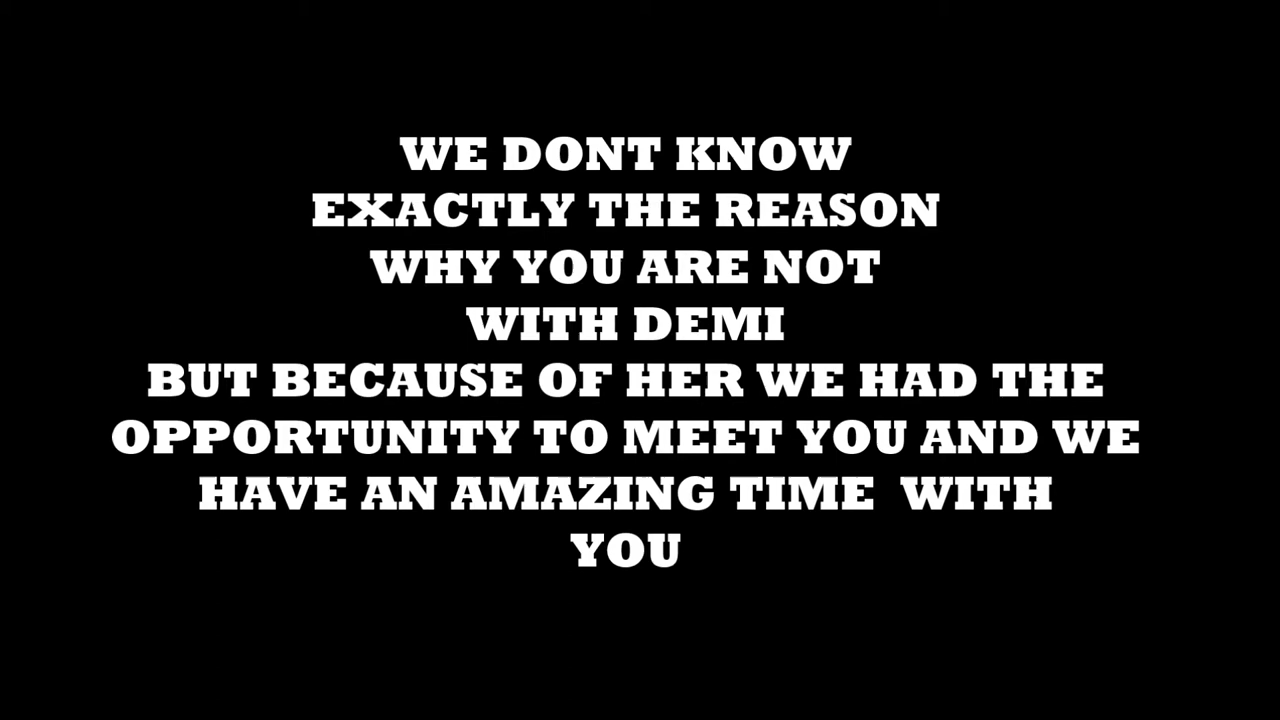 WE DONT KNOW
EXACTLY THE REASON
WHY YOU ARE NOT
WITH DEMI
BUT BECAUSE OF HER WE HAD THE
OPPORTUNITY TO MEET YOU AND WE
HAVE AN AMAZING TIME  WITH
YOU